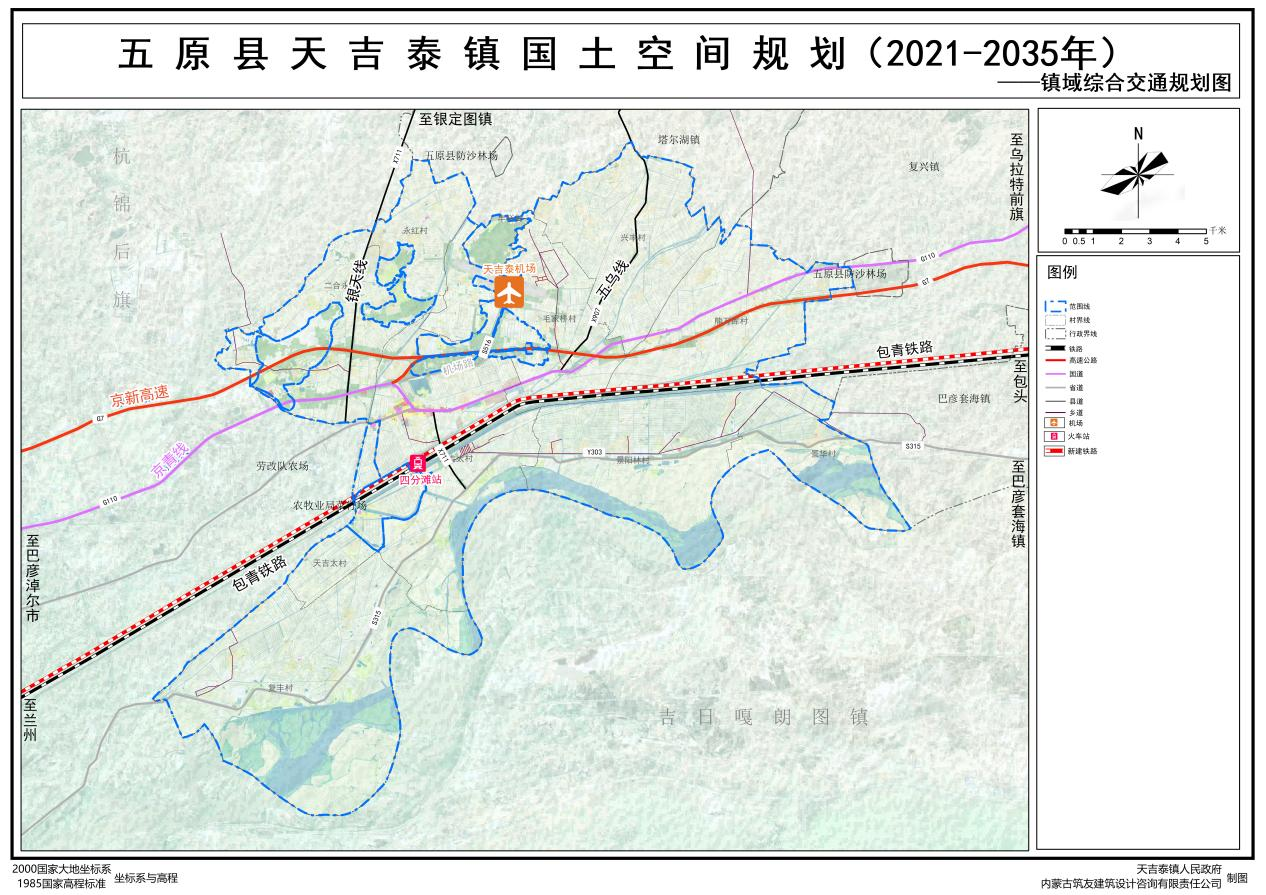 五原县天吉泰镇国土空间规划（2021-2035年）
——镇域综合交通规划图
至银定图镇
塔尔湖镇
五原县防沙林场
复兴镇
至乌拉特前旗
杭锦后旗
X711
永红村
兴丰村
天吉泰机场
银天线
五乌线
X907
G110
五原县防沙林场
G7
毛家桥村
S516
机场路
包青铁路
至包头
京新高速
G7
巴彦套海镇
京青线
G110
X711
S315
Y303
景阳林村
劳改队农场
四分滩站
农牧业局
至巴彦套海镇
至巴彦淖尔市
包青铁路
天吉太村
S315
复丰村
至兰州
吉日嘎朗图镇
N
0 0.5 1 2 3 4 5 千米
图例
范围线
村界线
行政界线
铁路
高速公路
国道
省道
县道
乡道
机场
火车站
新建铁路
2000国家大地坐标系
1985国家高程标准
坐标系与高程
天吉泰镇人民政府
内蒙古筑友建筑设计咨询有限责任公司
制图